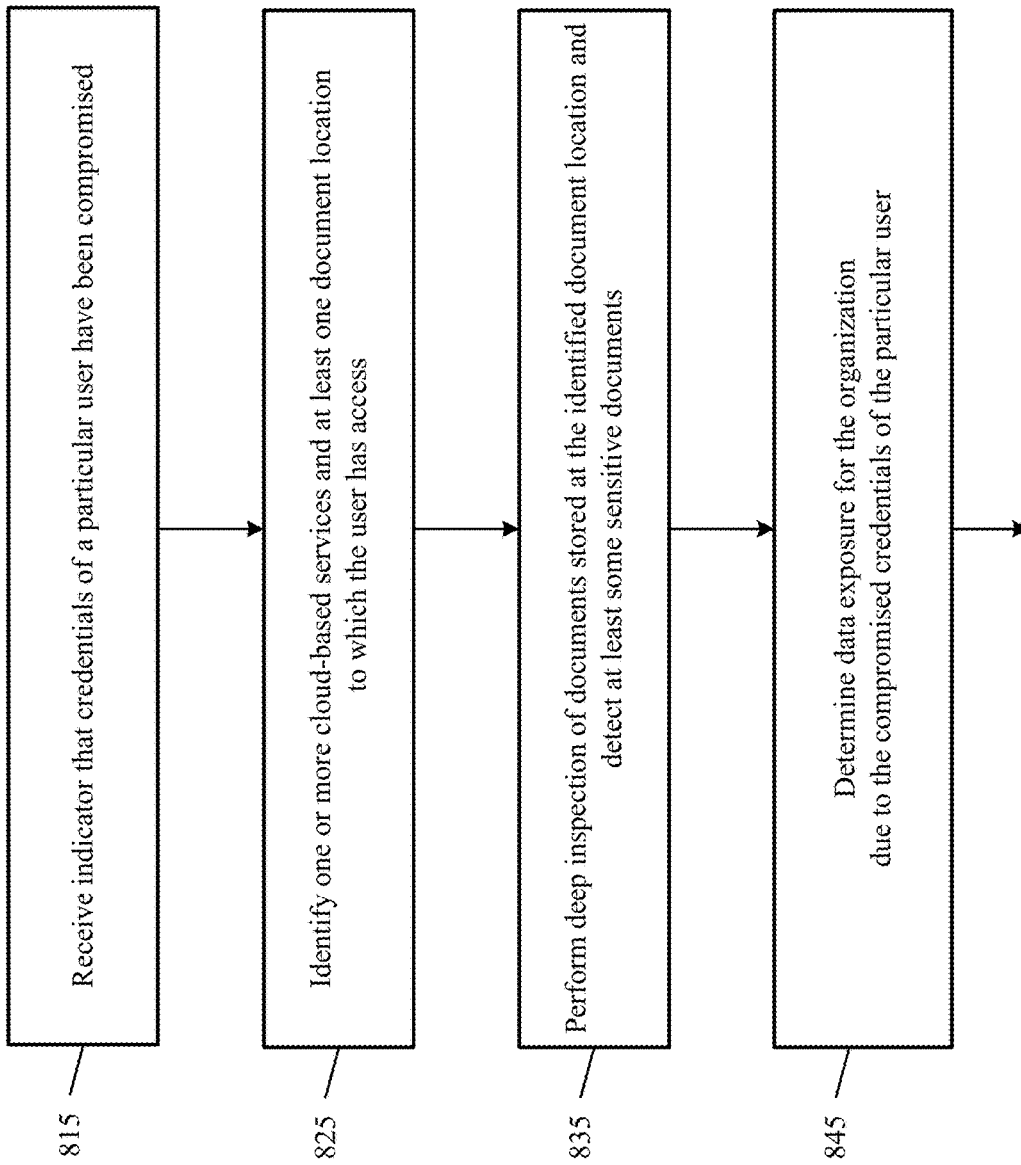 815
Receive indicator that credentials of a particular user have been compromised
825
Identify one or more cloud-based services and at least one document location
to which the user has access
835
Perform deep inspection of documents stored at the identified document location and
detect at least some sensitive documents
845
Determine data exposure for the organization
due to the compromised credentials of the particular user